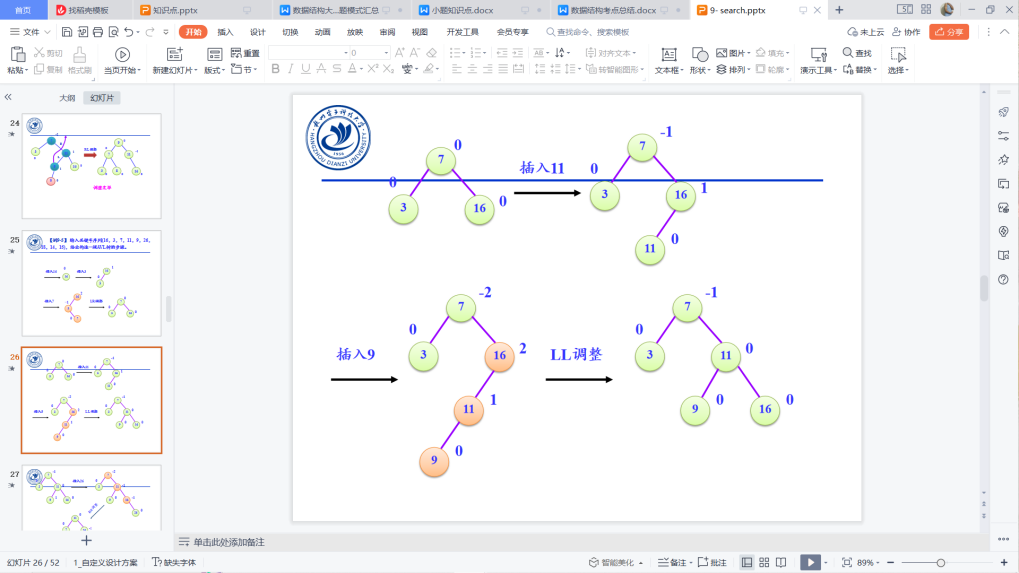 首页
找稻壳模板
知识点.pptx
数据结构大...题模式汇总
小题知识点.docx
数据结构考点总结.docx
9- search.pptx
文件
开始
插入
设计
切换
动画
放映
审阅
视图
开发工具
会员专享
查找命令、搜索模板
未上云
协作
分享
粘贴
剪切
复制
格式刷
当页开始
新建幻灯片
版式
重置
节
0
B I U A S A X² X₂
对齐文本
转智能图形
文本框
形状
图片
排列
填充
轮廓
演示工具
查找
替换
选择
大纲
幻灯片
24
25
26
27
HANGZHOU DIANZI UNIVERSITY
1956
7 0
0
3
16 0
插入11
7 -1
0
3
16 1
11 0
插入9
7 -2
0
3
16 2
11 1
9 0
LL调整
7 -1
0
3
11 0
9 0
16 0
单击此处添加备注
幻灯片 26 / 52
1_自定义设计方案
缺失字体
智能美化
备注
批注
89%